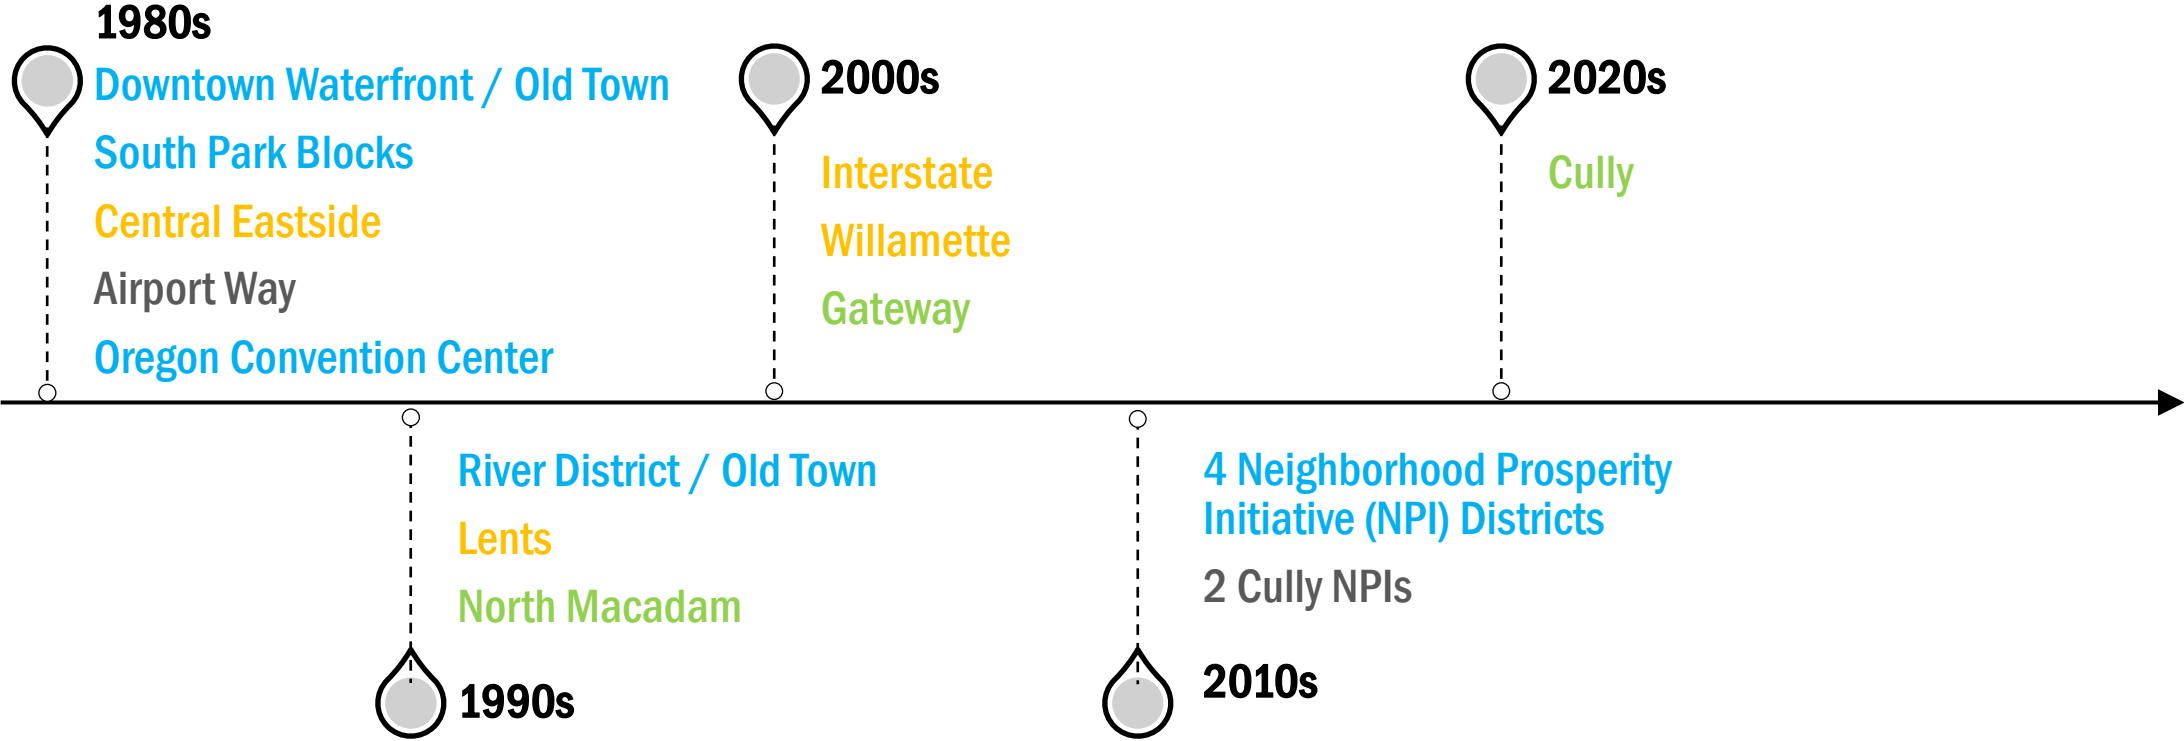 1980s
Downtown Waterfront / Old Town
South Park Blocks
Central Eastside
Airport Way
Oregon Convention Center
River District / Old Town
Lents
North Macadam
1990s
2000s
Interstate
Willamette
Gateway
4 Neighborhood Prosperity
Initiative (NPI) Districts
2 Cully NPIs
2010s
2020s
Cully